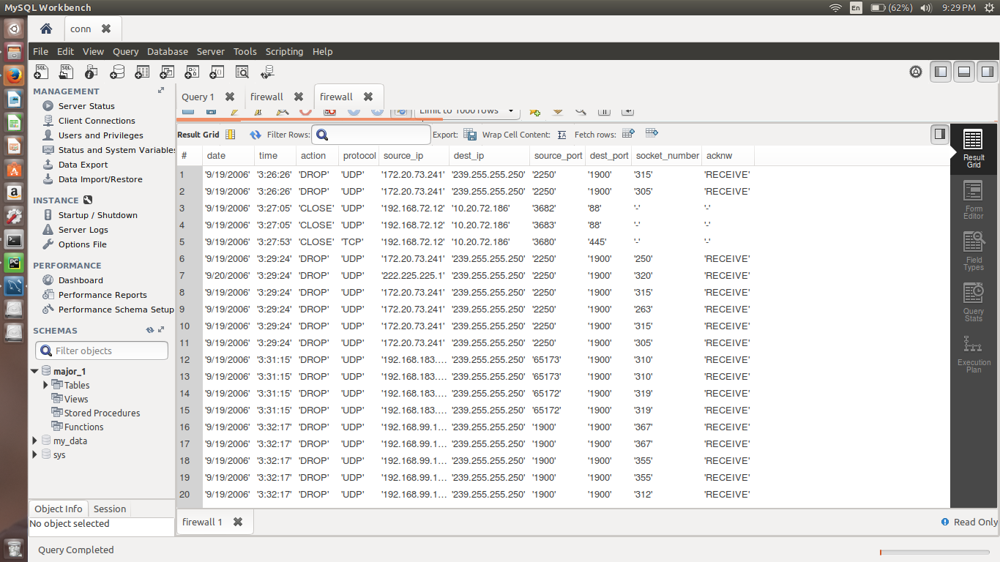 MySQL Workbench
En
(62%)
9:29 PM
conn
File Edit View Query Database Server Tools Scripting Help
SQL SQL
MANAGEMENT
Server Status
Client Connections
Users and Privileges
Status and System Variables
Data Export
Data Import/Restore
INSTANCE
Startup / Shutdown
Server Logs
Options File
PERFORMANCE
Dashboard
Performance Reports
Performance Schema Setup
SCHEMAS
Filter objects
major_1
Tables
Views
Stored Procedures
Functions
my_data
sys
Object Info Session
No object selected
Query 1 firewall firewall
Limit to 1000 rows
Result Grid Filter Rows: Export: Wrap Cell Content: Fetch rows:
# date time action protocol source_ip dest_ip source_port dest_port socket_number acknw
1 '9/19/2006' '3:26:26' 'DROP' 'UDP' '172.20.73.241' '239.255.255.250' '2250' '1900' '315' 'RECEIVE'
2 '9/19/2006' '3:26:26' 'DROP' 'UDP' '172.20.73.241' '239.255.255.250' '2250' '1900' '305' 'RECEIVE'
3 '9/19/2006' '3:27:05' 'CLOSE' 'UDP' '192.168.72.12' '10.20.72.186' '3682' '88' '-' '-'
4 '9/19/2006' '3:27:05' 'CLOSE' 'UDP' '192.168.72.12' '10.20.72.186' '3683' '88' '-' '-'
5 '9/19/2006' '3:27:53' 'CLOSE' 'TCP' '192.168.72.12' '10.20.72.186' '3680' '445' '-' '-'
6 '9/19/2006' '3:29:24' 'DROP' 'UDP' '172.20.73.241' '239.255.255.250' '2250' '1900' '250' 'RECEIVE'
7 '9/20/2006' '3:29:24' 'DROP' 'UDP' '222.225.225.1' '239.255.255.250' '2250' '1900' '320' 'RECEIVE'
8 '9/19/2006' '3:29:24' 'DROP' 'UDP' '172.20.73.241' '239.255.255.250' '2250' '1900' '315' 'RECEIVE'
9 '9/19/2006' '3:29:24' 'DROP' 'UDP' '172.20.73.241' '239.255.255.250' '2250' '1900' '263' 'RECEIVE'
10 '9/19/2006' '3:29:24' 'DROP' 'UDP' '172.20.73.241' '239.255.255.250' '2250' '1900' '315' 'RECEIVE'
11 '9/19/2006' '3:29:24' 'DROP' 'UDP' '172.20.73.241' '239.255.255.250' '2250' '1900' '305' 'RECEIVE'
12 '9/19/2006' '3:31:15' 'DROP' 'UDP' '192.168.183.... '239.255.255.250' '65173' '1900' '310' 'RECEIVE'
13 '9/19/2006' '3:31:15' 'DROP' 'UDP' '192.168.183.... '239.255.255.250' '65173' '1900' '310' 'RECEIVE'
14 '9/19/2006' '3:31:15' 'DROP' 'UDP' '192.168.183.... '239.255.255.250' '65172' '1900' '319' 'RECEIVE'
15 '9/19/2006' '3:31:15' 'DROP' 'UDP' '192.168.183.... '239.255.255.250' '65172' '1900' '319' 'RECEIVE'
16 '9/19/2006' '3:32:17' 'DROP' 'UDP' '192.168.99.1... '239.255.255.250' '1900' '1900' '367' 'RECEIVE'
17 '9/19/2006' '3:32:17' 'DROP' 'UDP' '192.168.99.1... '239.255.255.250' '1900' '1900' '367' 'RECEIVE'
18 '9/19/2006' '3:32:17' 'DROP' 'UDP' '192.168.99.1... '239.255.255.250' '1900' '1900' '355' 'RECEIVE'
19 '9/19/2006' '3:32:17' 'DROP' 'UDP' '192.168.99.1... '239.255.255.250' '1900' '1900' '355' 'RECEIVE'
20 '9/19/2006' '3:32:17' 'DROP' 'UDP' '192.168.99.1... '239.255.255.250' '1900' '1900' '312' 'RECEIVE'
Result
Grid
Form
Editor
Field
Types
Query
Stats
Execution
Plan
firewall 1
Read Only
Query Completed